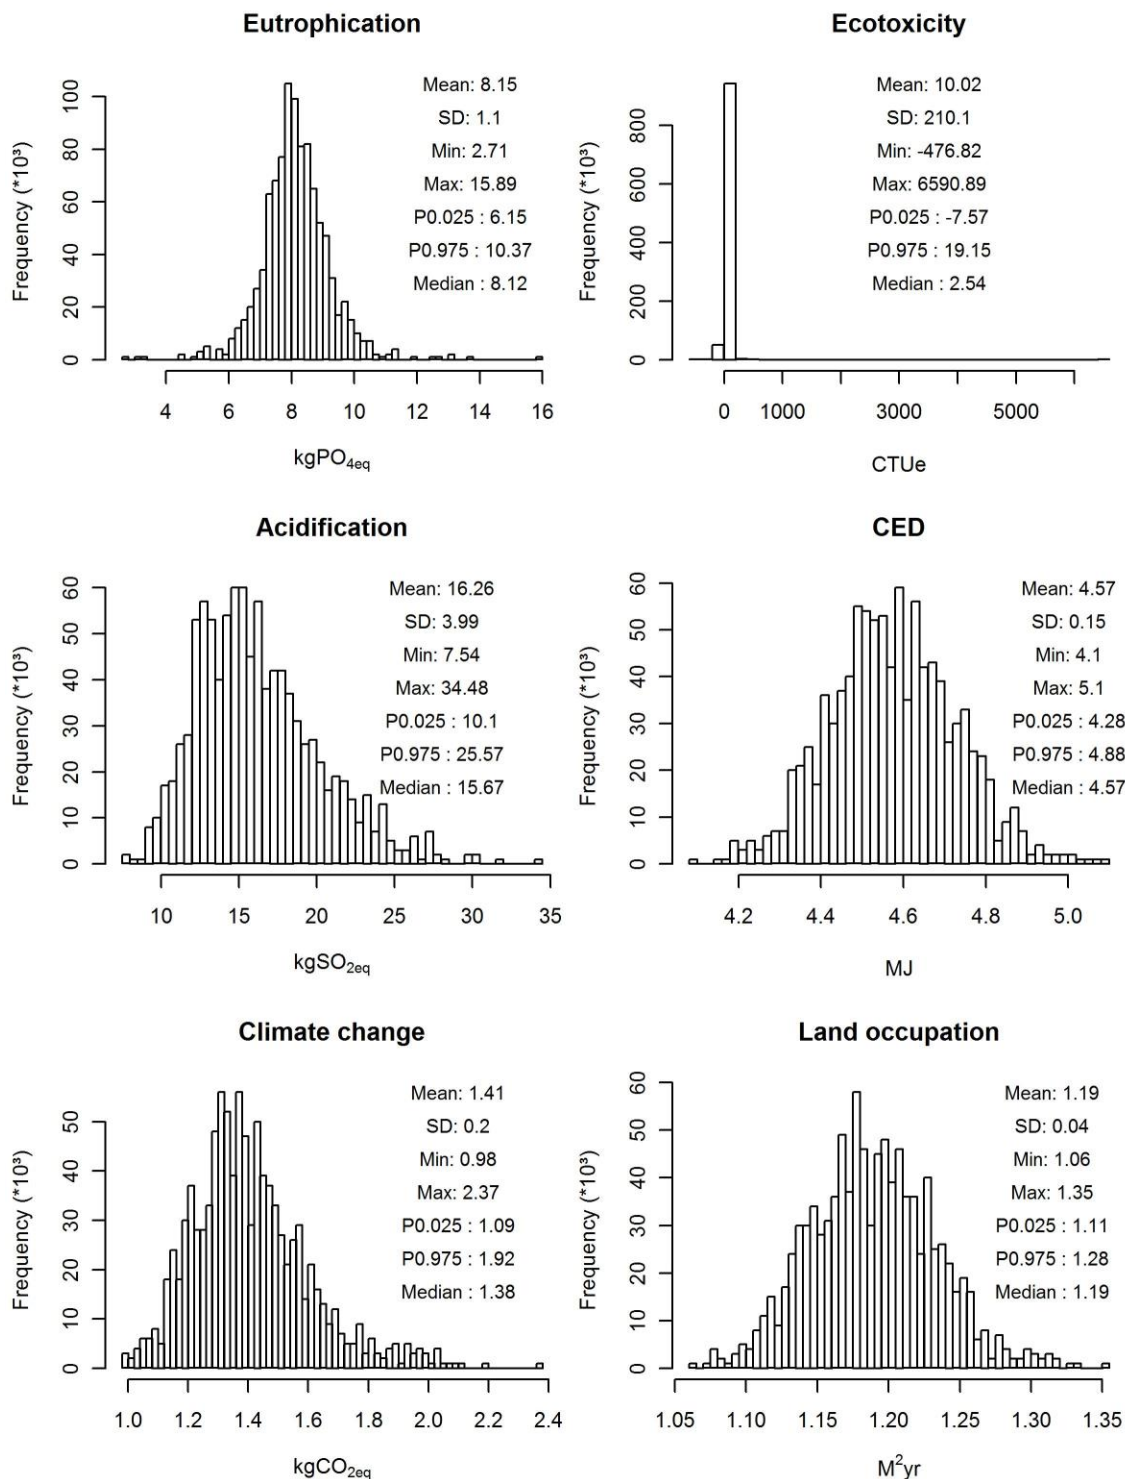 Eutrophication
Frequency (*10³)
0
20
40
60
80
100
4 6 8 10 12 14 16
kgPO4eq
Mean: 8.15
SD: 1.1
Min: 2.71
Max: 15.89
P0.025 : 6.15
P0.975 : 10.37
Median : 8.12
Ecotoxicity
Frequency (*10³)
0
200
400
600
800
0 1000 3000 5000
CTUe
Mean: 10.02
SD: 210.1
Min: -476.82
Max: 6590.89
P0.025 : -7.57
P0.975 : 19.15
Median : 2.54
Acidification
Frequency (*10³)
0
10
20
30
40
50
60
10 15 20 25 30 35
kgSO2eq
Mean: 16.26
SD: 3.99
Min: 7.54
Max: 34.48
P0.025 : 10.1
P0.975 : 25.57
Median : 15.67
CED
Frequency (*10³)
0
10
20
30
40
50
60
4.2 4.4 4.6 4.8 5.0
MJ
Mean: 4.57
SD: 0.15
Min: 4.1
Max: 5.1
P0.025 : 4.28
P0.975 : 4.88
Median : 4.57
Climate change
Frequency (*10³)
0
10
20
30
40
50
1.0 1.2 1.4 1.6 1.8 2.0 2.2 2.4
kgCO2eq
Mean: 1.41
SD: 0.2
Min: 0.98
Max: 2.37
P0.025 : 1.09
P0.975 : 1.92
Median : 1.38
Land occupation
Frequency (*10³)
0
10
20
30
40
50
60
1.05 1.10 1.15 1.20 1.25 1.30 1.35
M²yr
Mean: 1.19
SD: 0.04
Min: 1.06
Max: 1.35
P0.025 : 1.11
P0.975 : 1.28
Median : 1.19